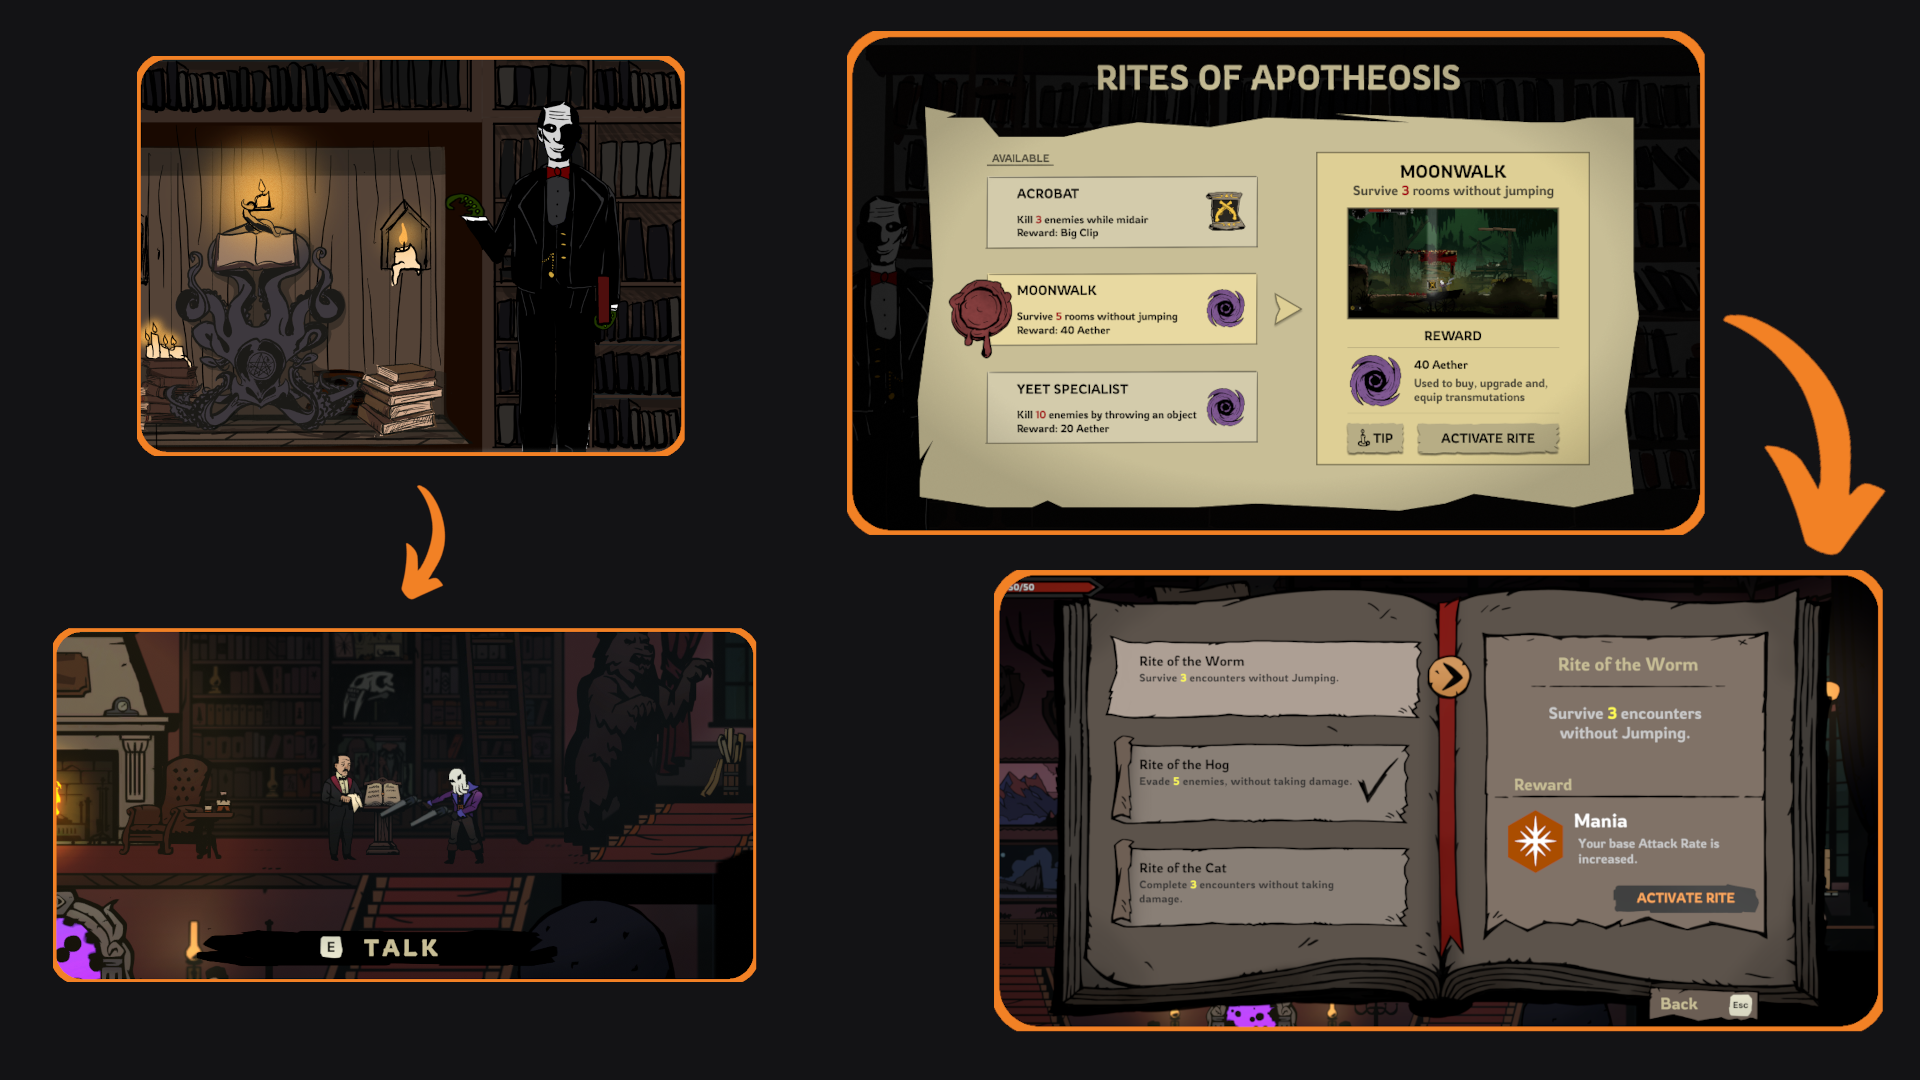 RITES OF APOTHEOSIS
AVAILABLE
ACROBAT
Kill 3 enemies while midair
Reward: Big Clip
MOONWALK
Survive 5 rooms without jumping
Reward: 40 Aether
YEET SPECIALIST
Kill 10 enemies by throwing an object
Reward: 20 Aether
MOONWALK
Survive 3 rooms without jumping
REWARD
40 Aether
Used to buy, upgrade and,
equip transmutations
TIP
ACTIVATE RITE
E TALK
50/50
Rite of the Worm
Survive 3 encounters without Jumping.
Rite of the Hog
Evade 5 enemies, without taking damage.
Rite of the Cat
Complete 3 encounters without taking
damage.
Rite of the Worm
Survive 3 encounters
without Jumping.
Reward
Mania
Your base Attack Rate is
increased.
ACTIVATE RITE
Back Esc